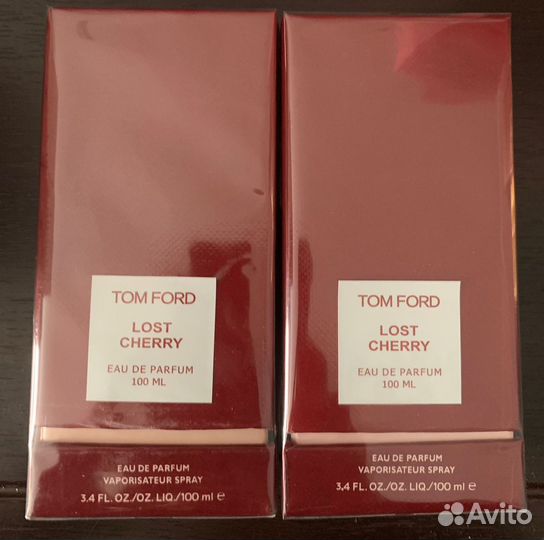 TOM FORD
LOST
CHERRY
EAU DE PARFUM
100 ML
EAU DE PARFUM
VAPORISATEUR SPRAY
3.4 FL. OZ./OZ. LIQ./100 ml ℮
TOM FORD
LOST
CHERRY
EAU DE PARFUM
100 ML
EAU DE PARFUM
VAPORISATEUR SPRAY
3,4 FL. OZ./OZ. LIQ./100 ml ℮
Avito